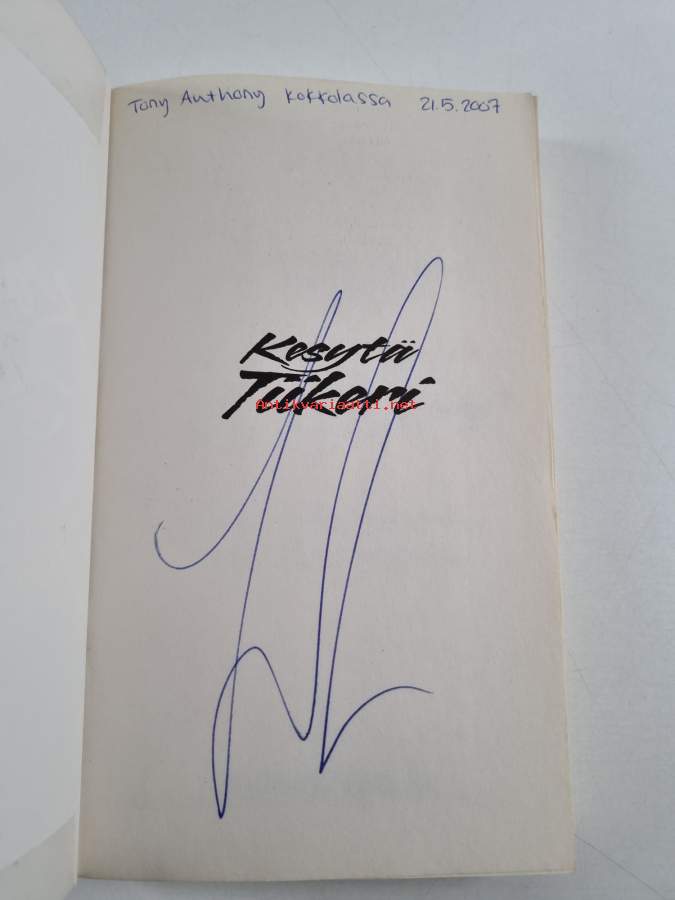 Tony Anthony Kokkolassa 21.5.2007
Kesytä
Tiikeri
Antikvariaatti.net